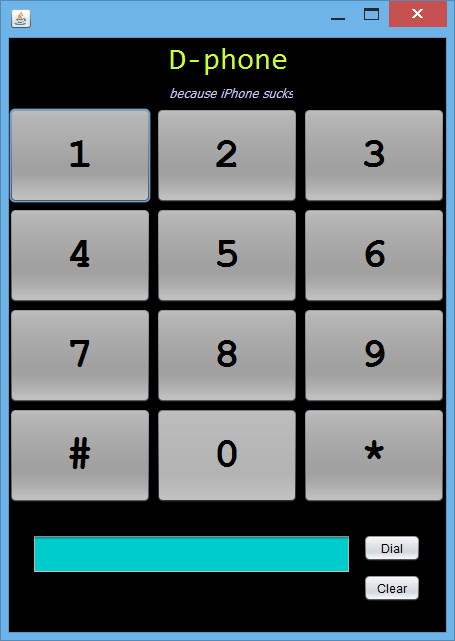 D-phone
because iPhone sucks
1 2 3
4 5 6
7 8 9
# 0 *
Dial
Clear